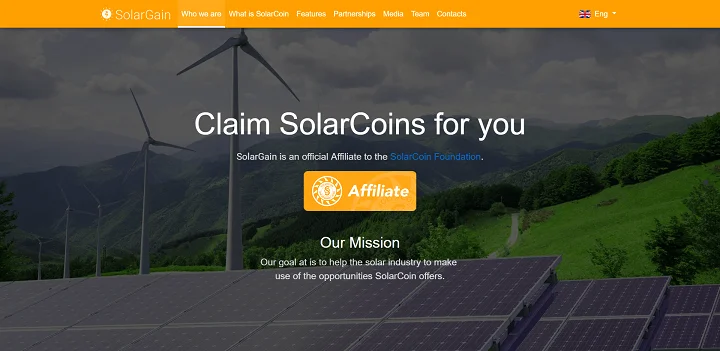 SolarGain Who we are What is SolarCoin Features Partnerships Media Team Contacts Eng
Claim SolarCoins for you
SolarGain is an official Affiliate to the SolarCoin Foundation.
Affiliate
Our Mission
Our goal at is to help the solar industry to make
use of the opportunities SolarCoin offers.